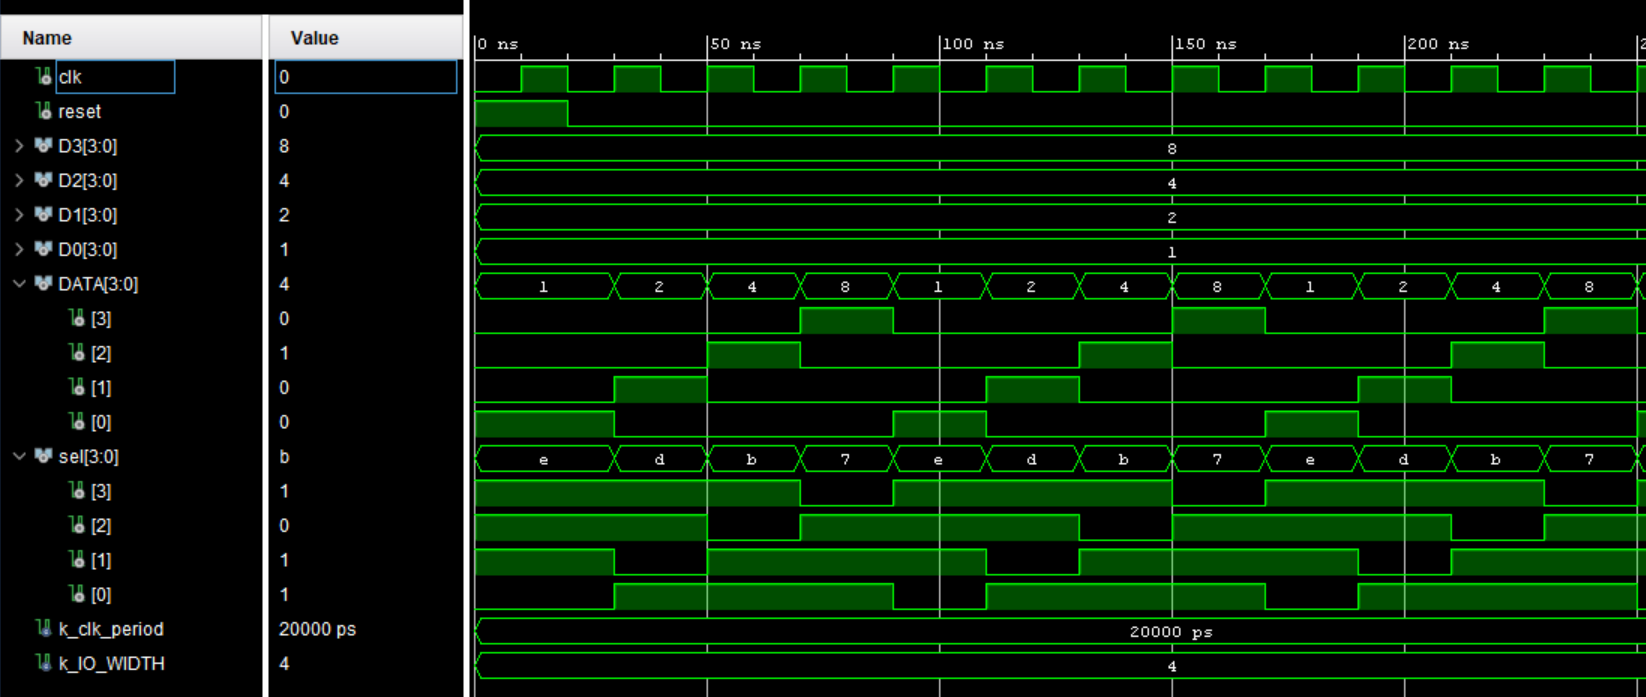 Name Value
0 ns 50 ns 100 ns 150 ns 200 ns 2
clk 0
reset 0
D3[3:0] 8 8
D2[3:0] 4 4
D1[3:0] 2 2
D0[3:0] 1 1
DATA[3:0] 4 1 2 4 8 1 2 4 8 1 2 4 8
[3] 0
[2] 1
[1] 0
[0] 0
sel[3:0] b e d b 7 e d b 7 e d b 7
[3] 1
[2] 0
[1] 1
[0] 1
k_clk_period 20000 ps 20000 ps
k_IO_WIDTH 4 4